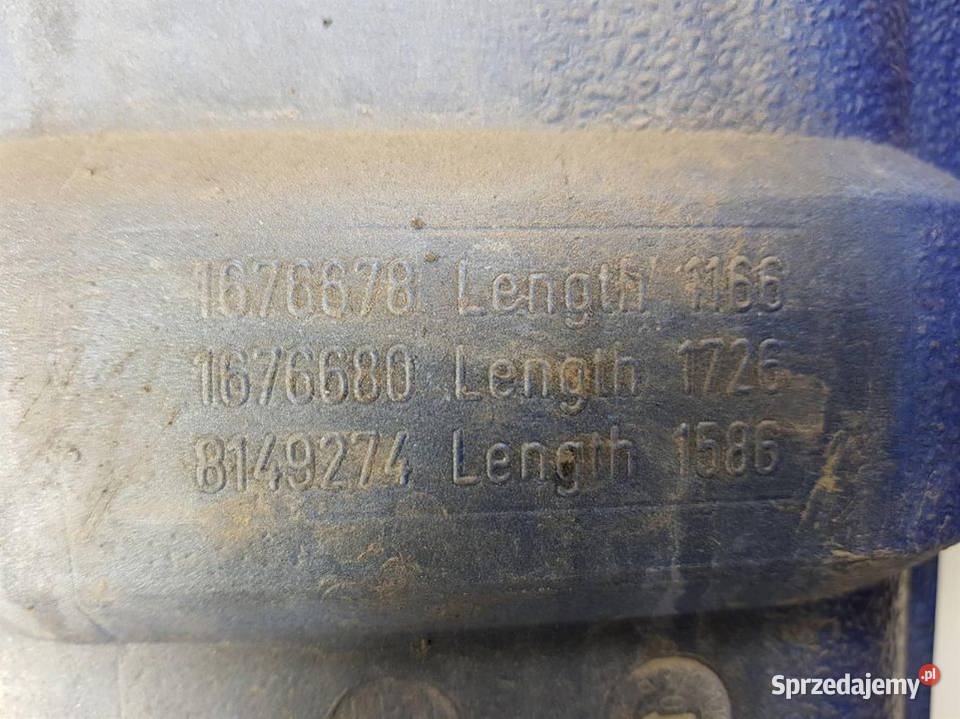 1676678 Length 1166
1676680 Length 1726
8149274 Length 1586
Sprzedajemy.pl